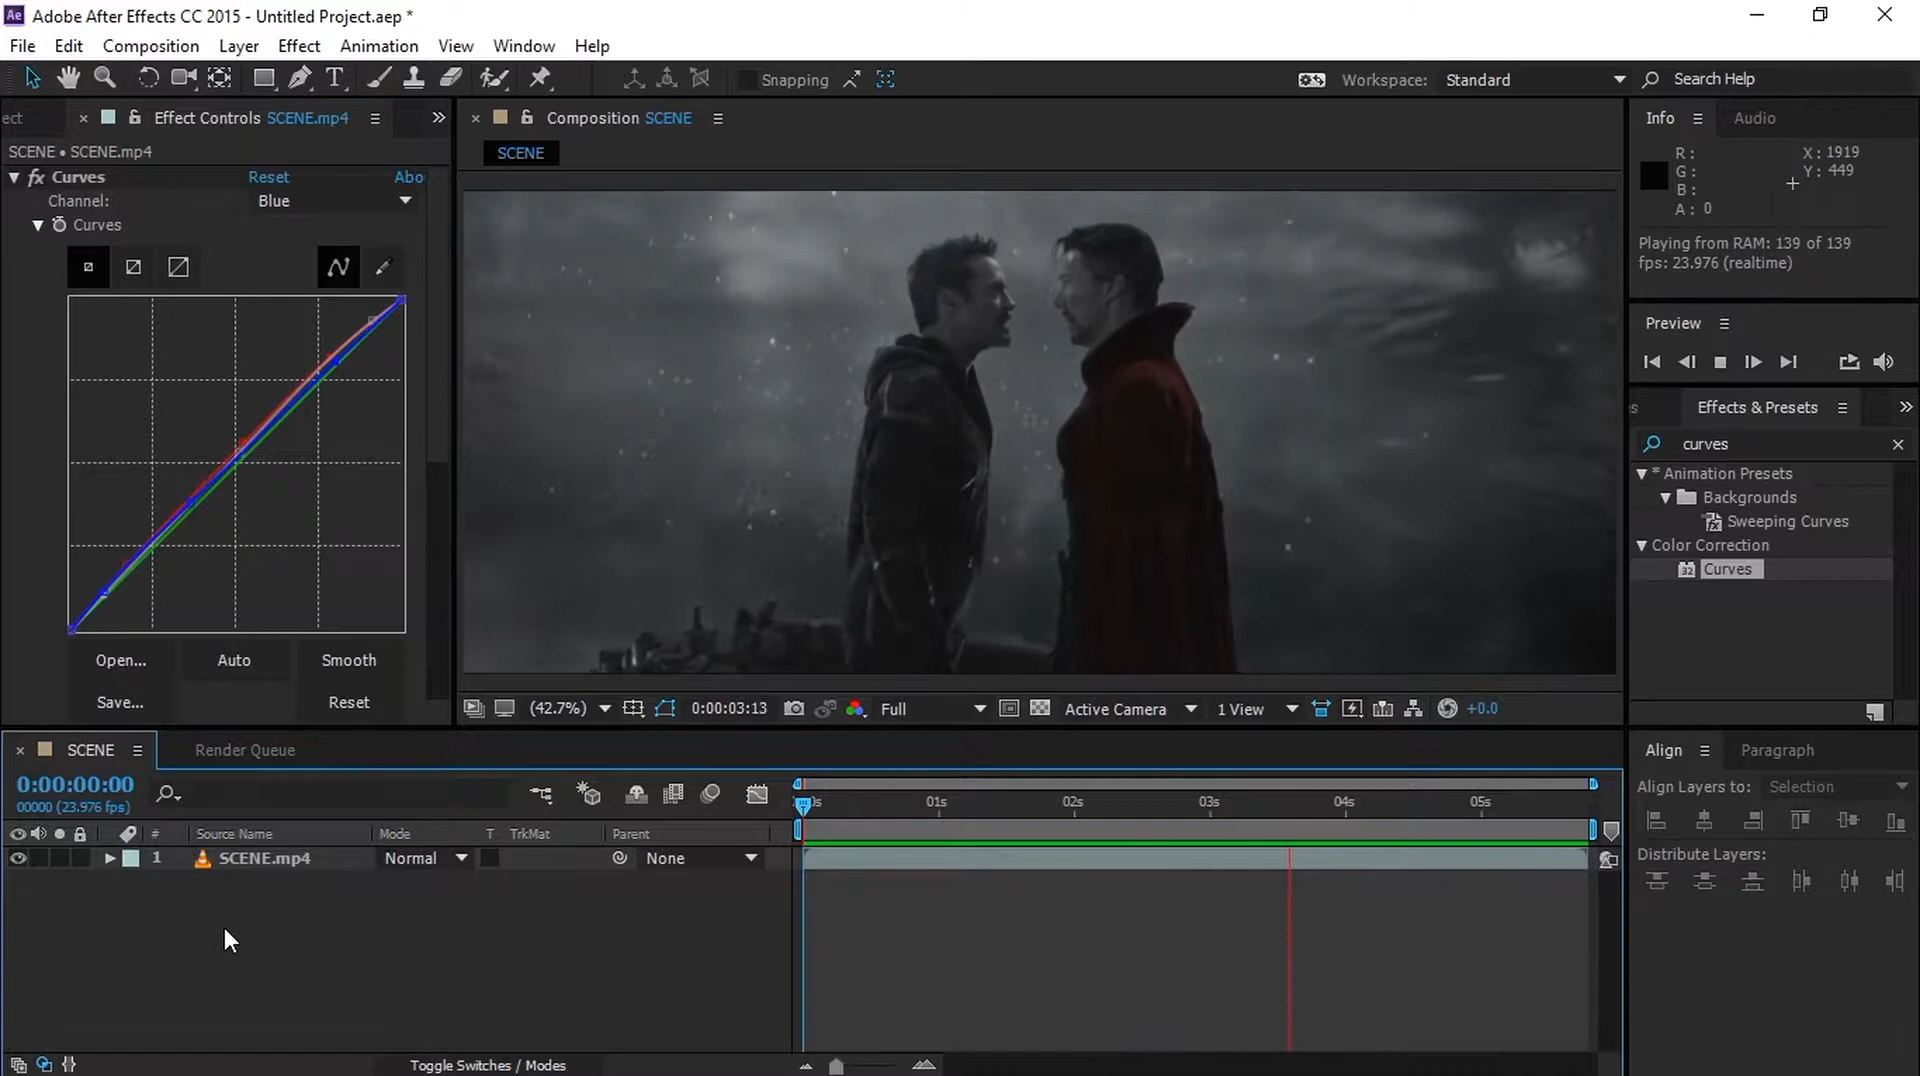 Ae Adobe After Effects CC 2015 - Untitled Project.aep *
File Edit Composition Layer Effect Animation View Window Help
Snapping
Workspace: Standard
Search Help
ect
Effect Controls SCENE.mp4
SCENE • SCENE.mp4
fx Curves Reset Abo
Channel: Blue
Curves
Open... Auto Smooth
Save... Reset
Composition SCENE
SCENE
(42.7%) 0:00:03:13 Full Active Camera 1 View +0.0
Info Audio
R: X: 1919
G: Y: 449
B:
A: 0
Playing from RAM: 139 of 139
fps: 23.976 (realtime)
Preview
s Effects & Presets
curves
* Animation Presets
Backgrounds
Sweeping Curves
Color Correction
32 Curves
SCENE Render Queue
0:00:00:00
00000 (23.976 fps)
0s 01s 02s 03s 04s 05s
# Source Name Mode T TrkMat Parent
1 SCENE.mp4 Normal None
Toggle Switches / Modes
Align Paragraph
Align Layers to: Selection
Distribute Layers: